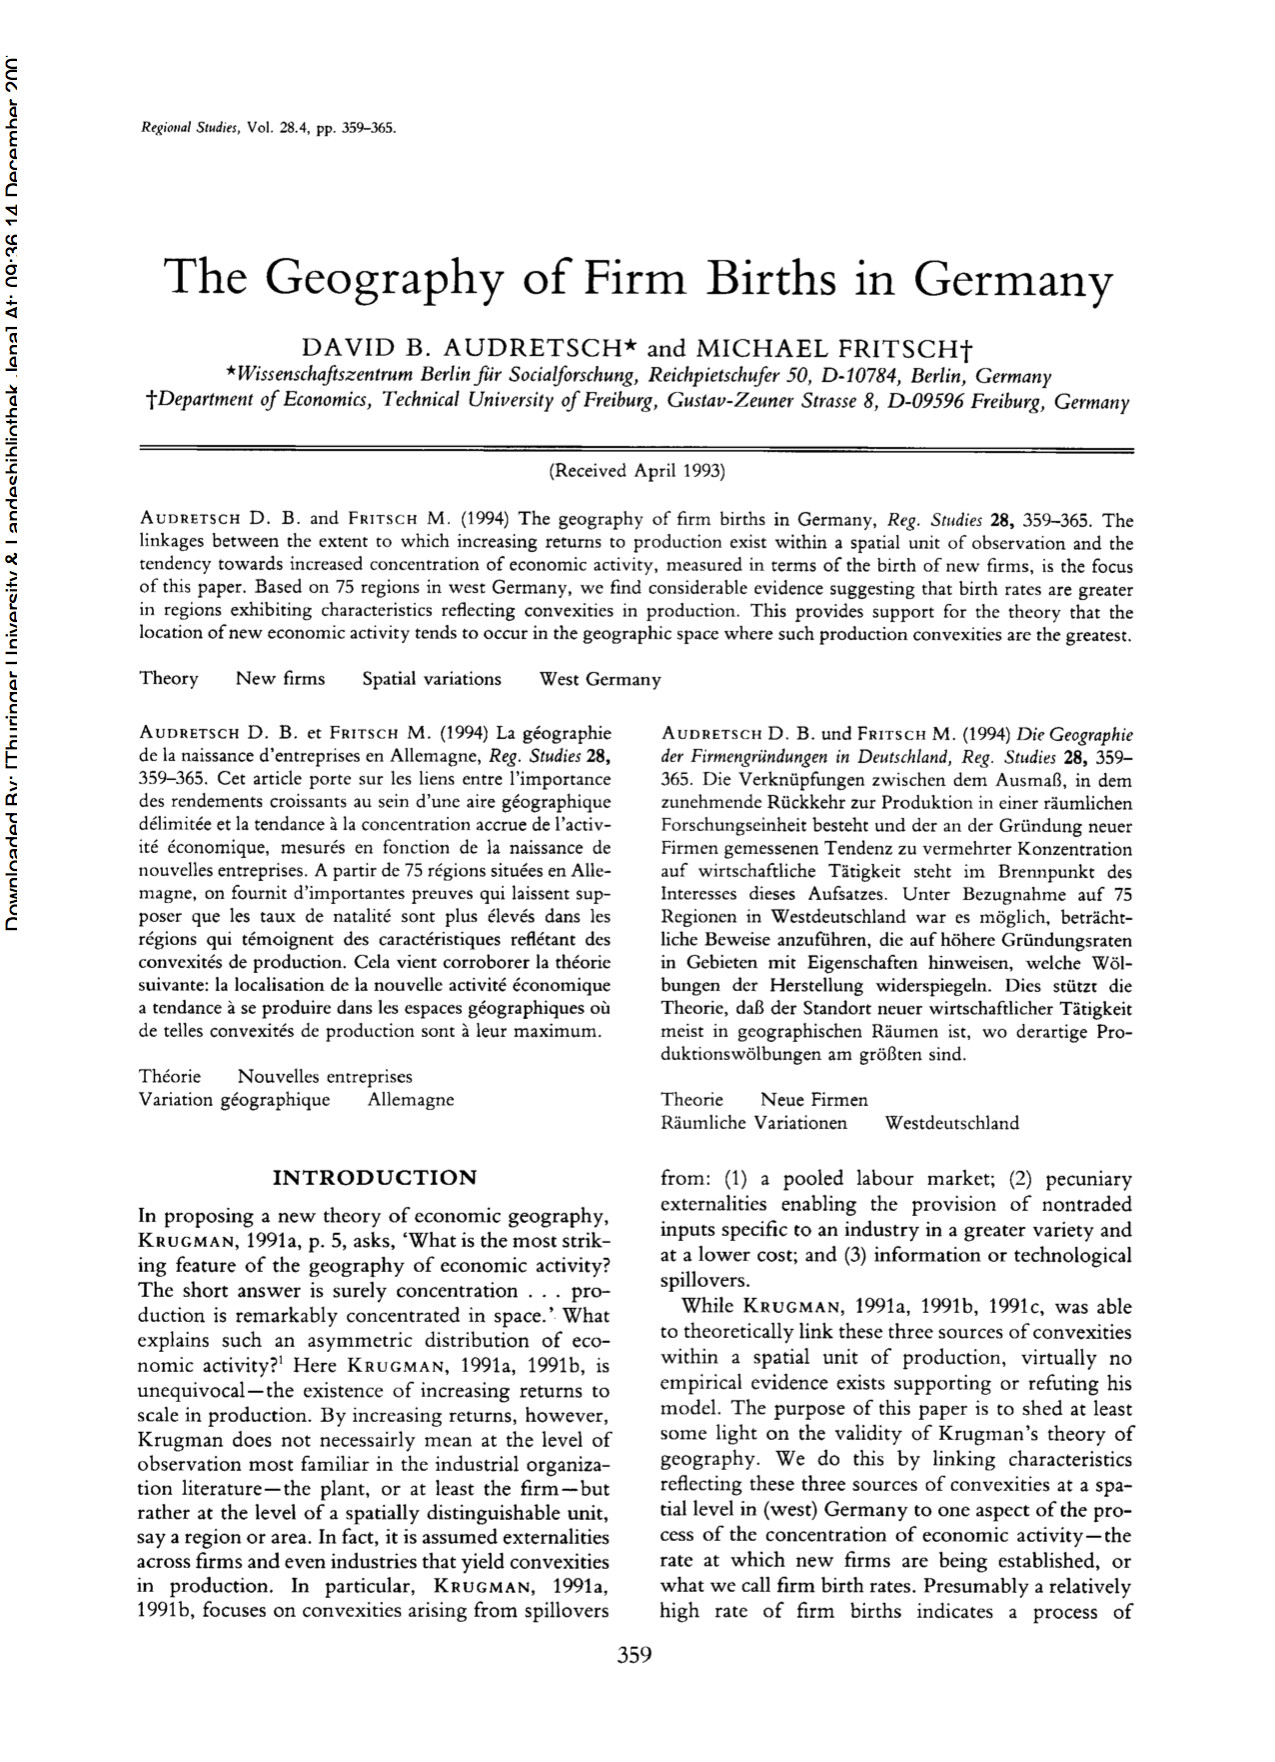 Regional Studies, Vol. 28.4, pp. 359–365.
The Geography of Firm Births in Germany
DAVID B. AUDRETSCH* and MICHAEL FRITSCH†
*Wissenschaftszentrum Berlin für Socialforschung, Reichpietschufer 50, D-10784, Berlin, Germany
†Department of Economics, Technical University of Freiburg, Gustav-Zeuner Strasse 8, D-09596 Freiburg, Germany
(Received April 1993)
AUDRETSCH D. B. and FRITSCH M. (1994) The geography of firm births in Germany, Reg. Studies 28, 359–365. The
linkages between the extent to which increasing returns to production exist within a spatial unit of observation and the
tendency towards increased concentration of economic activity, measured in terms of the birth of new firms, is the focus
of this paper. Based on 75 regions in west Germany, we find considerable evidence suggesting that birth rates are greater
in regions exhibiting characteristics reflecting convexities in production. This provides support for the theory that the
location of new economic activity tends to occur in the geographic space where such production convexities are the greatest.
Theory New firms Spatial variations West Germany
AUDRETSCH D. B. et FRITSCH M. (1994) La géographie
de la naissance d'entreprises en Allemagne, Reg. Studies 28,
359–365. Cet article porte sur les liens entre l'importance
des rendements croissants au sein d'une aire géographique
délimitée et la tendance à la concentration accrue de l'activ-
ité économique, mesurés en fonction de la naissance de
nouvelles entreprises. A partir de 75 régions situées en Alle-
magne, on fournit d'importantes preuves qui laissent sup-
poser que les taux de natalité sont plus élevés dans les
régions qui témoignent des caractéristiques reflétant des
convexités de production. Cela vient corroborer la théorie
suivante: la localisation de la nouvelle activité économique
a tendance à se produire dans les espaces géographiques où
de telles convexités de production sont à leur maximum.
Théorie Nouvelles entreprises
Variation géographique Allemagne
AUDRETSCH D. B. und FRITSCH M. (1994) Die Geographie
der Firmengründungen in Deutschland, Reg. Studies 28, 359–
365. Die Verknüpfungen zwischen dem Ausmaß, in dem
zunehmende Rückkehr zur Produktion in einer räumlichen
Forschungseinheit besteht und der an der Gründung neuer
Firmen gemessenen Tendenz zu vermehrter Konzentration
auf wirtschaftliche Tätigkeit steht im Brennpunkt des
Interesses dieses Aufsatzes. Unter Bezugnahme auf 75
Regionen in Westdeutschland war es möglich, beträcht-
liche Beweise anzuführen, die auf höhere Gründungsraten
in Gebieten mit Eigenschaften hinweisen, welche Wöl-
bungen der Herstellung widerspiegeln. Dies stützt die
Theorie, daß der Standort neuer wirtschaftlicher Tätigkeit
meist in geographischen Räumen ist, wo derartige Pro-
duktionswölbungen am größten sind.
Theorie Neue Firmen
Räumliche Variationen Westdeutschland
INTRODUCTION
In proposing a new theory of economic geography,
KRUGMAN, 1991a, p. 5, asks, 'What is the most strik-
ing feature of the geography of economic activity?
The short answer is surely concentration . . . pro-
duction is remarkably concentrated in space.' What
explains such an asymmetric distribution of eco-
nomic activity?¹ Here KRUGMAN, 1991a, 1991b, is
unequivocal—the existence of increasing returns to
scale in production. By increasing returns, however,
Krugman does not necessairly mean at the level of
observation most familiar in the industrial organiza-
tion literature—the plant, or at least the firm—but
rather at the level of a spatially distinguishable unit,
say a region or area. In fact, it is assumed externalities
across firms and even industries that yield convexities
in production. In particular, KRUGMAN, 1991a,
1991b, focuses on convexities arising from spillovers
from: (1) a pooled labour market; (2) pecuniary
externalities enabling the provision of nontraded
inputs specific to an industry in a greater variety and
at a lower cost; and (3) information or technological
spillovers.
While KRUGMAN, 1991a, 1991b, 1991c, was able
to theoretically link these three sources of convexities
within a spatial unit of production, virtually no
empirical evidence exists supporting or refuting his
model. The purpose of this paper is to shed at least
some light on the validity of Krugman's theory of
geography. We do this by linking characteristics
reflecting these three sources of convexities at a spa-
tial level in (west) Germany to one aspect of the pro-
cess of the concentration of economic activity—the
rate at which new firms are being established, or
what we call firm birth rates. Presumably a relatively
high rate of firm births indicates a process of
359
Downloaded By: [Thuringer University & Landesbibliothek Jena] At: 09:36 14 December 200